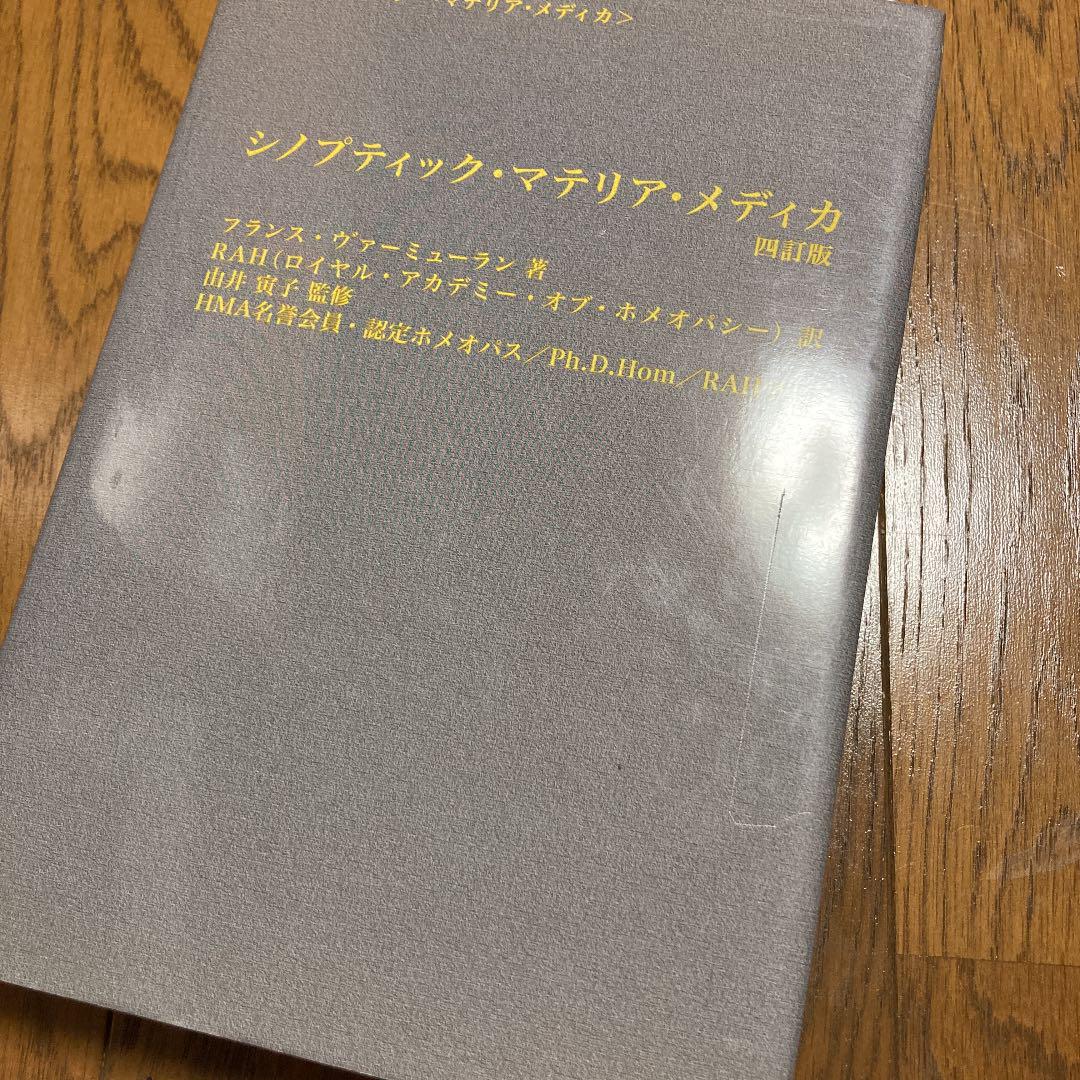 マテリア・メディカ>
シノプティック・マテリア・メディカ
四訂版
フランス・ヴァーミューラン 著
RAH(ロイヤル・アカデミー・オブ・ホメオパシー) 訳
由井 寅子 監修
HMA名誉会員・認定ホメオパス／Ph.D.Hom／RAH